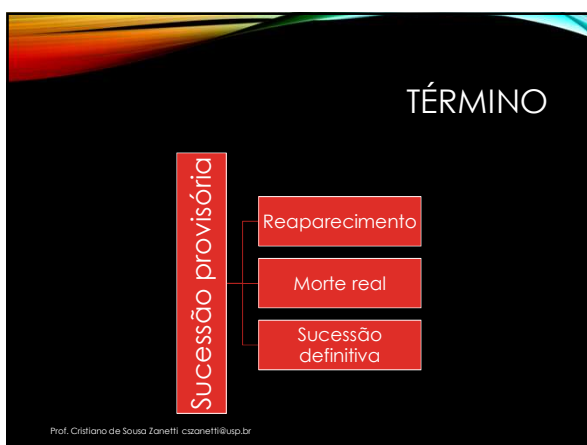 TÉRMINO
Sucessão provisória
Reaparecimento
Morte real
Sucessão
definitiva
Prof. Cristiano de Sousa Zanetti cszanetti@usp.br